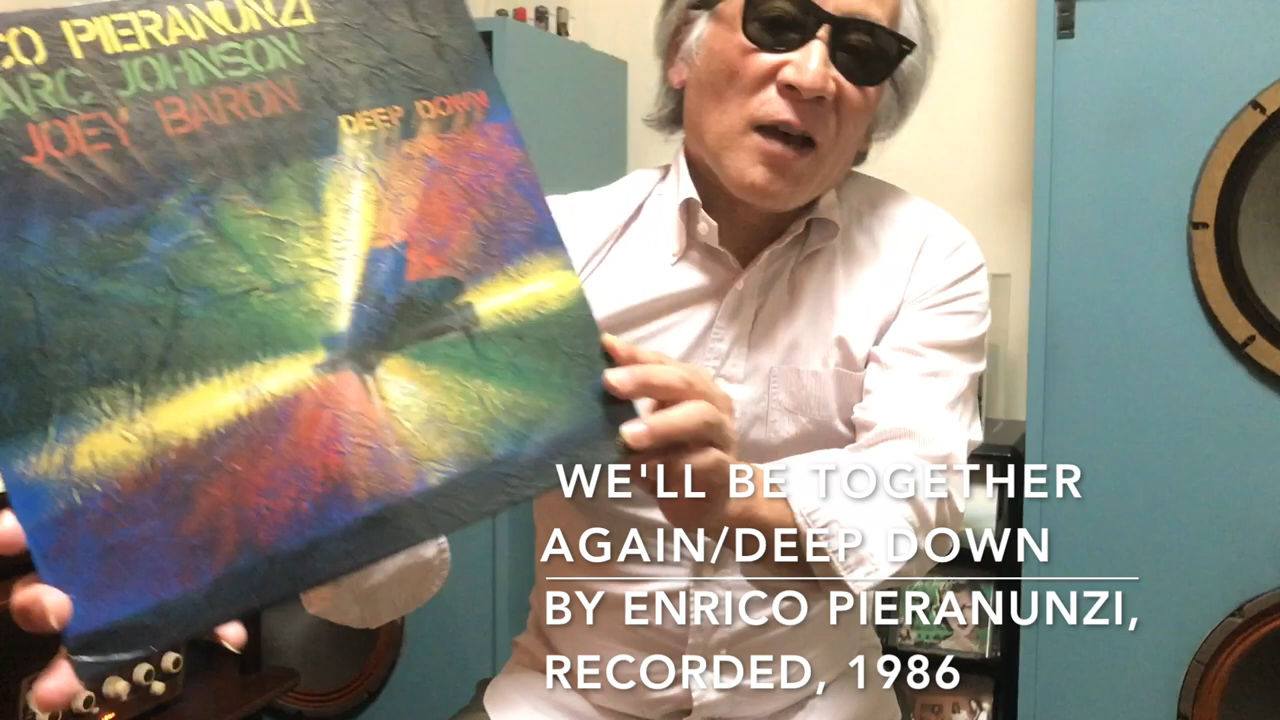 CO PIERANUNZI
ARC JOHNSON
JOEY BARON
DEEP DOWN
WE'LL BE TOGETHER
AGAIN/DEEP DOWN
BY ENRICO PIERANUNZI,
RECORDED, 1986